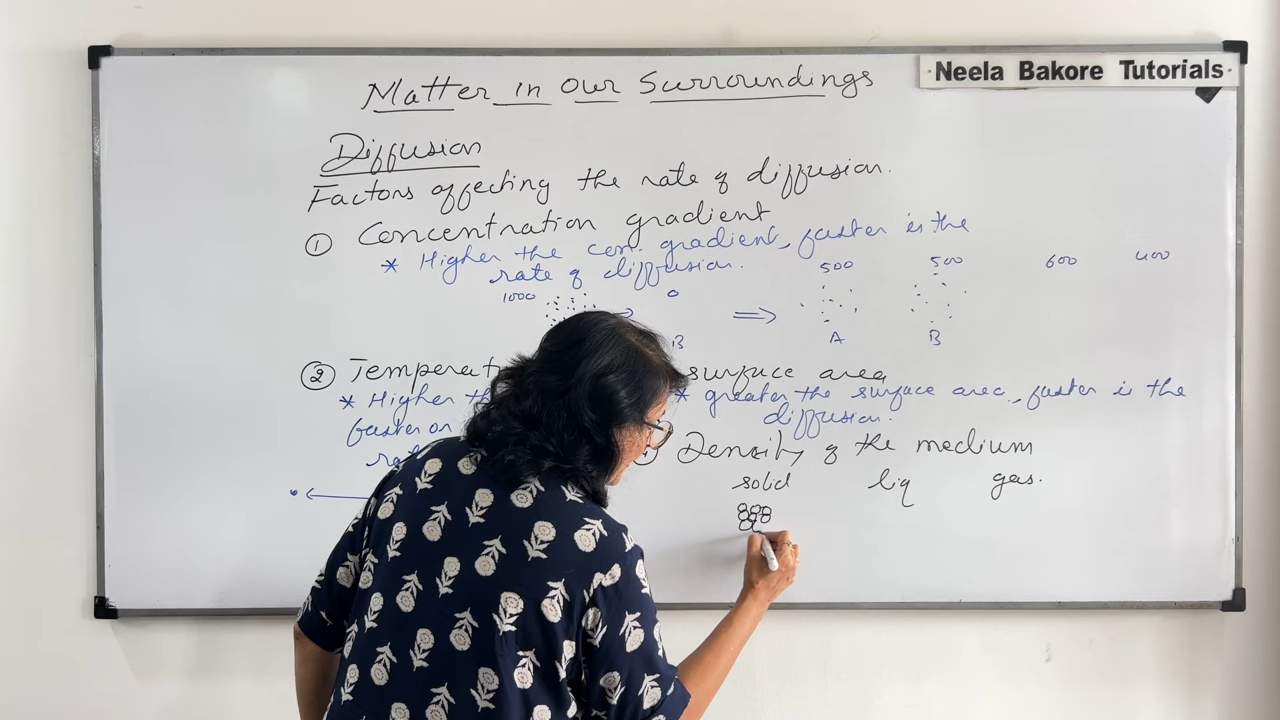 Neela Bakore Tutorials
Matter in Our Surroundings
Diffusion
Factors affecting the rate of diffusion.
① Concentration gradient
* Higher the con. gradient, faster is the
rate of diffusion.
500 500 600 400
1000 0
⇒
A B
B
② Temperat surface area
* Higher th * greater the surface area, faster is the
faster diffusion.
Density of the medium
solid liq gas.